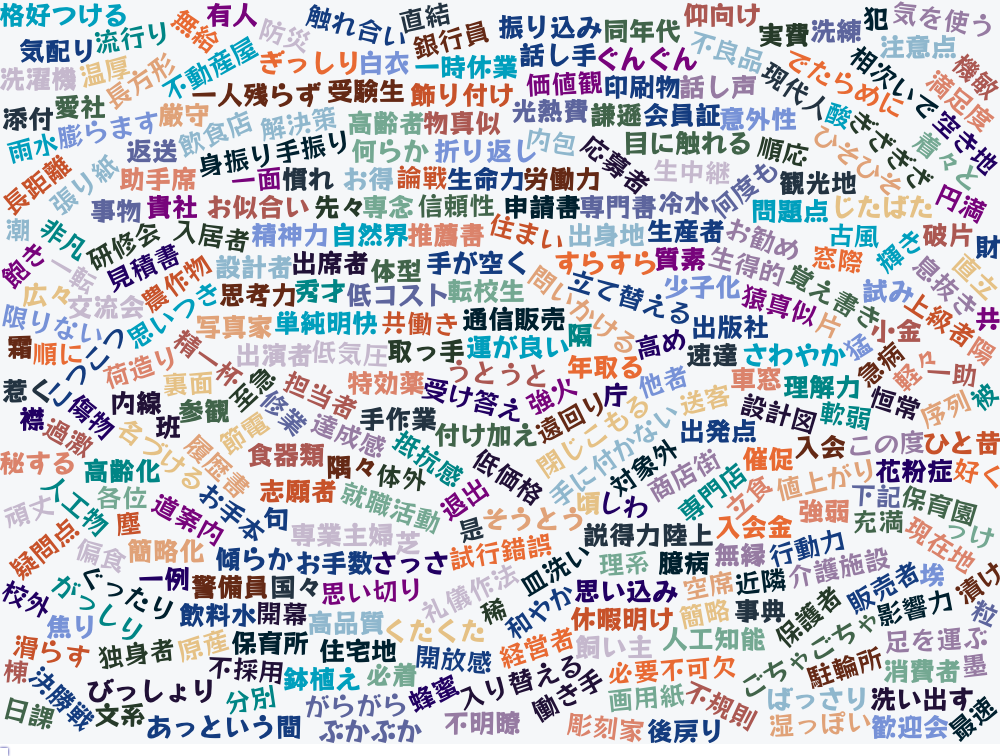 格好つける
流行り
無給
有人
防災
触れ合い
直結
銀行員
振り込み
同年代
仰向け
実費
洗練
犯
気を使う
気配り
不動産屋
ぎっしり
白衣
一時休業
話し手
ぐんぐん
不良品
でたらめに
相次いで
注意点
機敏
洗濯機
温厚
長方形
一人残らず
受験生
飾り付け
価値観
印刷物
話し声
現代人
満足度
添付
愛社
厳守
飲食店
解決策
高齢者
物真似
光熱費
謙遜
会員証
意外性
酸
ぎざぎざ
空き地
雨水
膨らます
返送
身振り手振り
何らか
折り返し
内包
応募者
目に触れる
順応
ひそひそ
着々と
長距離
張り紙
助手席
一面
慣れ
お得
論戦
生命力
労働力
生中継
何度も
観光地
円満
事物
貴社
お似合い
先々
専念
信頼性
申請書
専門書
冷水
問題点
じたばた
潮
非凡
研修会
入居者
精神力
自然界
推薦書
住まい
出身地
生産者
お勧め
古風
輝き
破片
財
飽き
一転
見積書
農作物
設計者
出席者
体型
手が空く
すらすら
質素
生得的
窓際
息抜き
直立
広々
交流会
思いつき
思考力
秀才
低コスト
転校生
問いかける
立て替える
少子化
猿真似
覚え書き
試み
上級者
共
限りない
こつこつ
写真家
単純明快
共働き
通信販売
隔
高め
出版社
片
小金
陽
霜
順に
荷造り
精一杯
出演者
低気圧
取っ手
運が良い
年取る
速達
さわやか
猛
急病
軽々
一助
惹く
傷物
内線
裏面
至急
担当者
特効薬
うとうと
受け答え
強火
庁
他者
車窓
理解力
恒常
序列
被
襟
過激
班
参観
修業
達成感
手作業
付け加え
遠回り
閉じこもる
送客
設計図
軟弱
名づける
節電
抵抗感
出発点
入会
この度
ひと昔
秘する
高齢化
履歴書
食器類
隅々
体外
低価格
手に付かない
対象外
商店街
専門店
催促
値上がり
花粉症
好く
頑丈
人工物
各位
道案内
お手本
句
志願者
就職活動
退出
是
そうとう
頃
しわ
立食
強弱
下記
保育園
疑問点
塵
専業主婦
芝
説得力
陸上
入会金
充満
現在地
つけ
偏食
簡略化
傾らか
お手数
さっさ
試行錯誤
理系
臆病
無縁
行動力
校外
がっしり
ぐったり
一例
警備員
国々
思い切り
礼儀作法
皿洗い
思い込み
空席
近隣
介護施設
販売者
埃
漬け
焦り
飲料水
開幕
高品質
くたくた
稀
和やか
休暇明け
簡略
事典
保護者
影響力
粒
滑らす
独身者
原産
保育所
住宅地
開放感
経営者
飼い主
人工知能
ごちゃごちゃ
足を運ぶ
棟
決勝戦
びっしょり
不採用
鉢植え
必着
蜂蜜
入り替える
働き手
必要不可欠
駐輪所
消費者
墨
日課
文系
分別
がらがら
画用紙
不規則
ばっさり
洗い出す
あっという間
ぷかぷか
不明瞭
彫刻家
後戻り
湿っぽい
歓迎会
最速